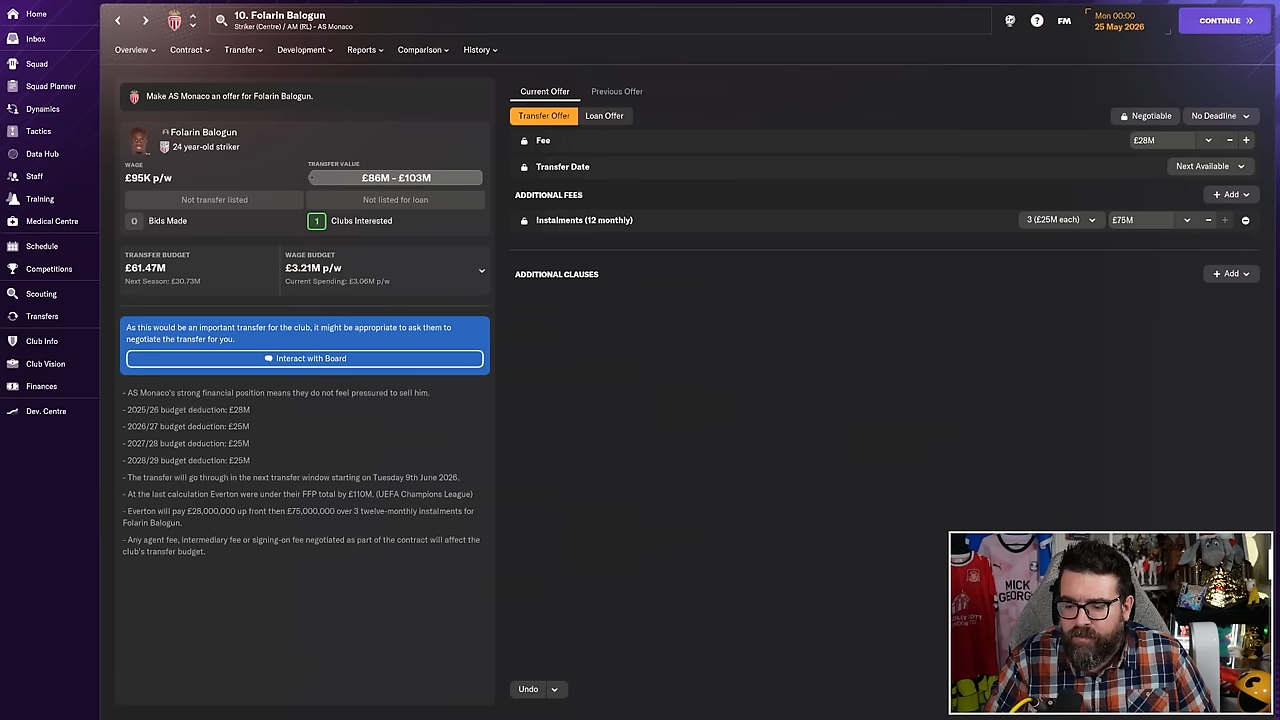 Home
Inbox
Squad
Squad Planner
Dynamics
Tactics
Data Hub
Staff
Training
Medical Centre
Schedule
Competitions
Scouting
Transfers
Club Info
Club Vision
Finances
Dev. Centre
10. Folarin Balogun
Striker (Centre) / AM (RL) - AS Monaco
FM
Mon 00:00
25 May 2026
CONTINUE
Overview
Contract
Transfer
Development
Reports
Comparison
History
Make AS Monaco an offer for Folarin Balogun.
Folarin Balogun
24 year-old striker
WAGE
£95K p/w
TRANSFER VALUE
£86M - £103M
Not transfer listed
Not listed for loan
0 Bids Made
1 Clubs Interested
TRANSFER BUDGET
£61.47M
Next Season: £30.73M
WAGE BUDGET
£3.21M p/w
Current Spending: £3.06M p/w
As this would be an important transfer for the club, it might be appropriate to ask them to
negotiate the transfer for you.
Interact with Board
- AS Monaco's strong financial position means they do not feel pressured to sell him.
- 2025/26 budget deduction: £28M
- 2026/27 budget deduction: £25M
- 2027/28 budget deduction: £25M
- 2028/29 budget deduction: £25M
- The transfer will go through in the next transfer window starting on Tuesday 9th June 2026.
- At the last calculation Everton were under their FFP total by £110M. (UEFA Champions League)
- Everton will pay £28,000,000 up front then £75,000,000 over 3 twelve-monthly instalments for
Folarin Balogun.
- Any agent fee, intermediary fee or signing-on fee negotiated as part of the contract will affect the
club's transfer budget.
Current Offer
Previous Offer
Transfer Offer
Loan Offer
Negotiable
No Deadline
Fee
£28M
Transfer Date
Next Available
ADDITIONAL FEES
Add
Instalments (12 monthly)
3 (£25M each)
£75M
ADDITIONAL CLAUSES
Add
Undo
MICK
GEORGE